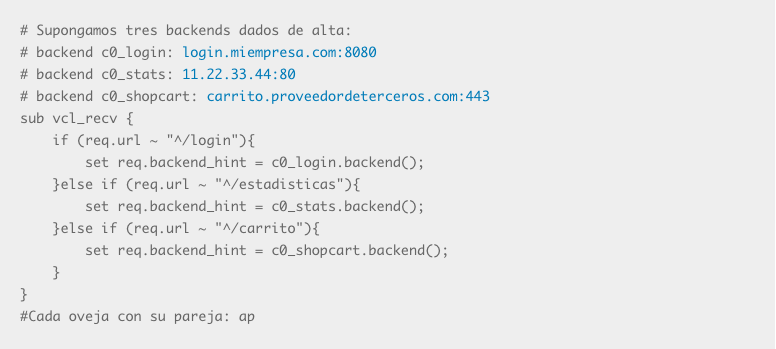 # Supongamos tres backends dados de alta:
# backend c0_login: login.miempresa.com:8080
# backend c0_stats: 11.22.33.44:80
# backend c0_shopcart: carrito.proveedordeterceros.com:443
sub vcl_recv {
    if (req.url ~ "^/login"){
        set req.backend_hint = c0_login.backend();
    }else if (req.url ~ "^/estadisticas"){
        set req.backend_hint = c0_stats.backend();
    }else if (req.url ~ "^/carrito"){
        set req.backend_hint = c0_shopcart.backend();
    }
}
#Cada oveja con su pareja: ap